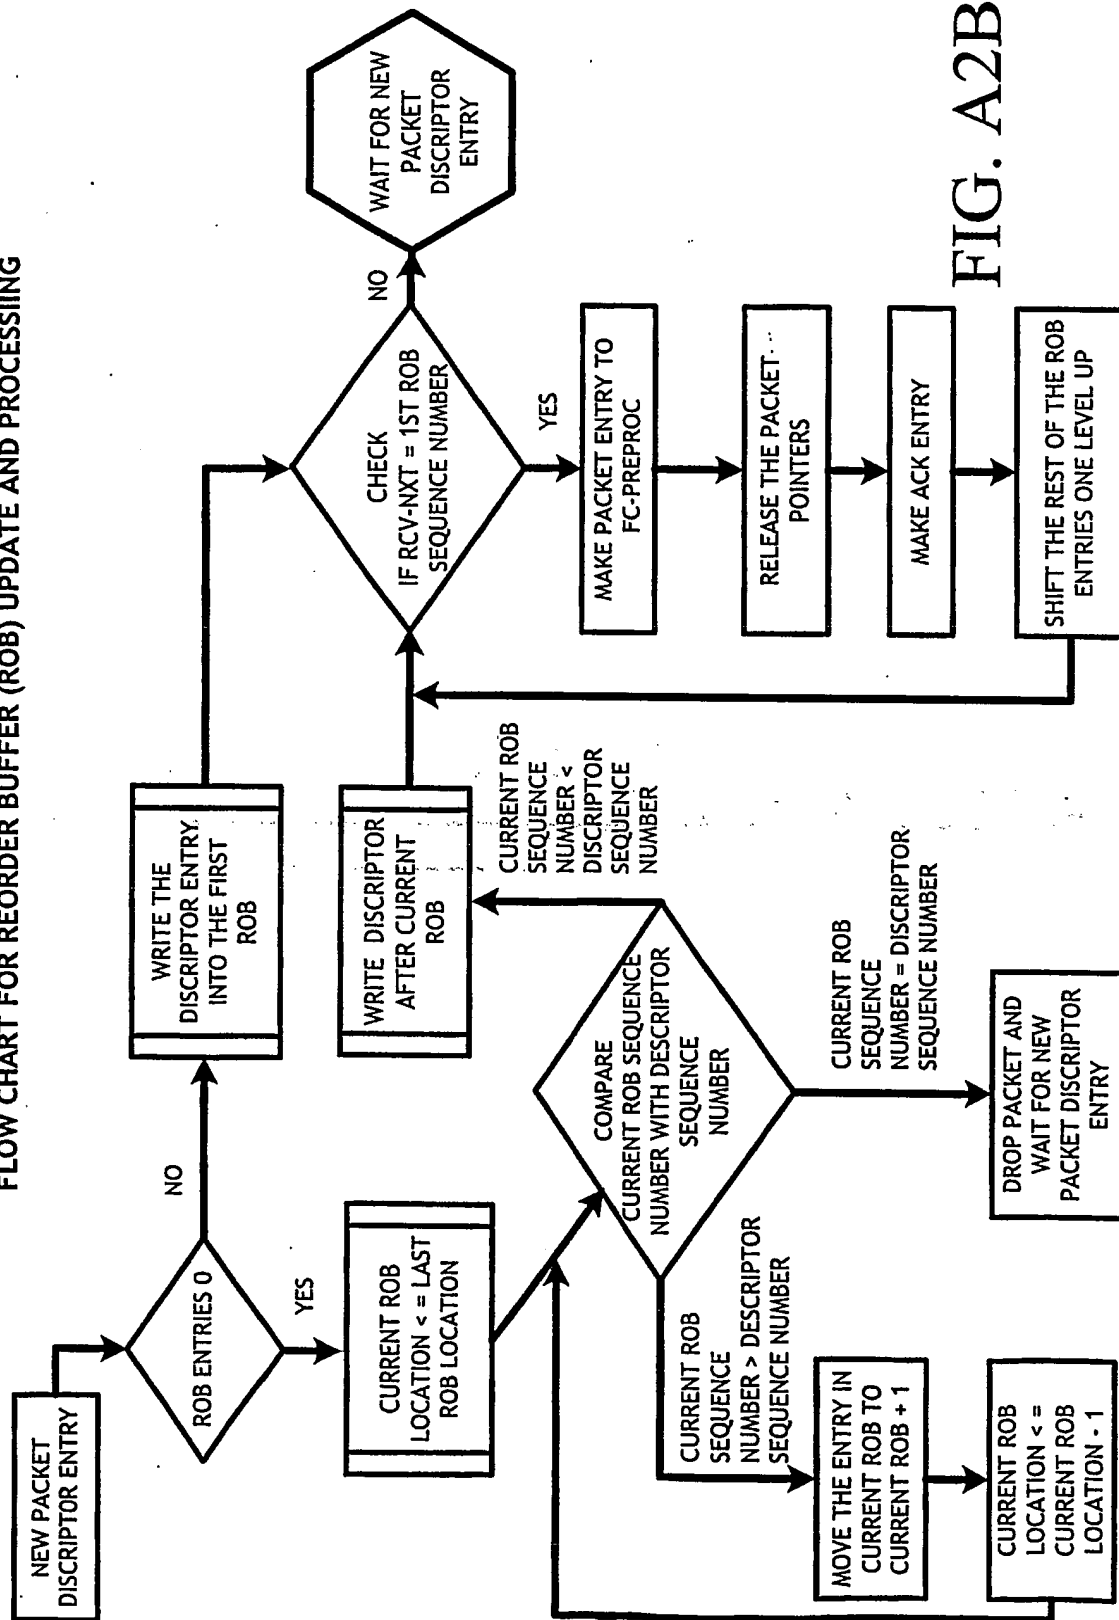 FLOW CHART FOR REORDER BUFFER (ROB) UPDATE AND PROCESSIING
NEW PACKET
DISCRIPTOR ENTRY
ROB ENTRIES 0
NO
YES
WRITE THE
DISCRIPTOR ENTRY
INTO THE FIRST
ROB
CURRENT ROB
LOCATION < = LAST
ROB LOCATION
WRITE DISCRIPTOR
AFTER CURRENT
ROB
CHECK
IF RCV-NXT = 1ST ROB
SEQUENCE NUMBER
NO
WAIT FOR NEW
PACKET
DISCRIPTOR
ENTRY
YES
MAKE PACKET ENTRY TO
FC-PREPROC
RELEASE THE PACKET
POINTERS
MAKE ACK ENTRY
SHIFT THE REST OF THE ROB
ENTRIES ONE LEVEL UP
COMPARE
CURRENT ROB SEQUENCE
NUMBER WITH DESCRIPTOR
SEQUENCE
NUMBER
CURRENT ROB
SEQUENCE
NUMBER <
DISCRIPTOR
SEQUENCE
NUMBER
CURRENT ROB
SEQUENCE
NUMBER = DISCRIPTOR
SEQUENCE NUMBER
DROP PACKET AND
WAIT FOR NEW
PACKET DISCRIPTOR
ENTRY
CURRENT ROB
SEQUENCE
NUMBER > DESCRIPTOR
SEQUENCE NUMBER
MOVE THE ENTRY IN
CURRENT ROB TO
CURRENT ROB + 1
CURRENT ROB
LOCATION < =
CURRENT ROB
LOCATION - 1
FIG. A2B